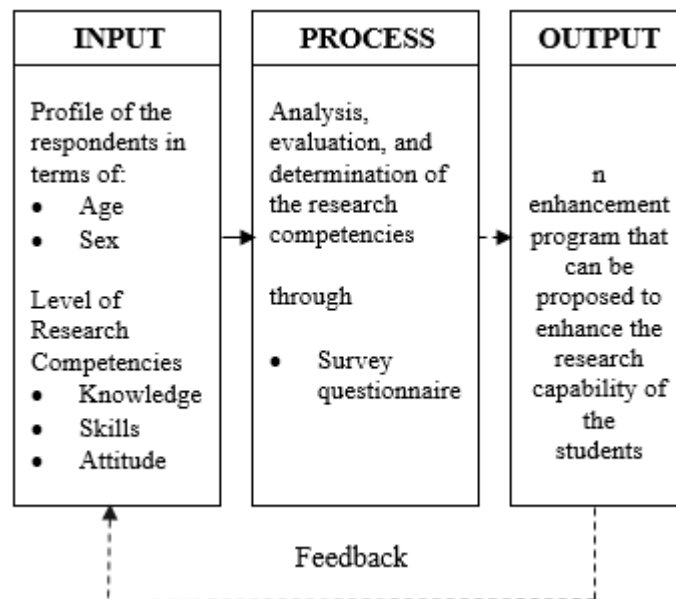 INPUT
Profile of the
respondents in
terms of:
• Age
• Sex
Level of
Research
Competencies
• Knowledge
• Skills
• Attitude
PROCESS
Analysis,
evaluation, and
determination of
the research
competencies
through
• Survey
questionnaire
OUTPUT
n
enhancement
program that
can be
proposed to
enhance the
research
capability of
the
students
Feedback